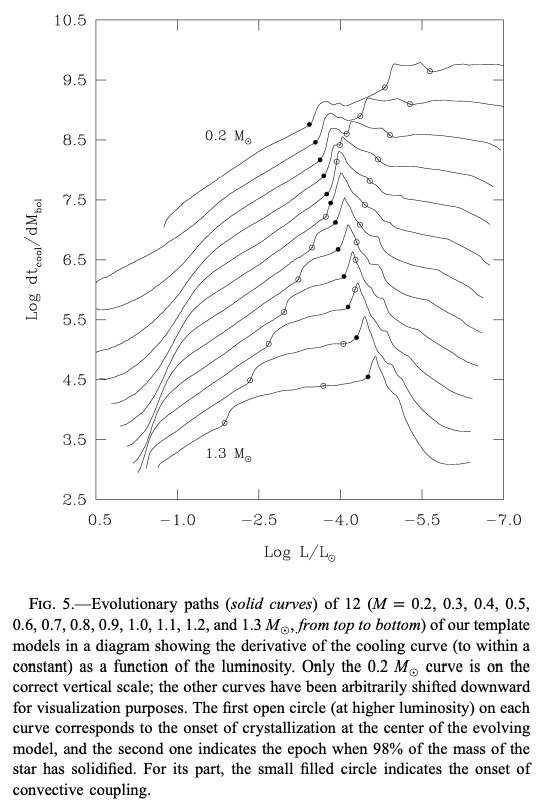 10.5
9.5
8.5
7.5
6.5
5.5
4.5
3.5
2.5
Log dt_cool/dM_bol
0.2 M⊙
1.3 M⊙
0.5 −1.0 −2.5 −4.0 −5.5 −7.0
Log L/L⊙
FIG. 5.—Evolutionary paths (solid curves) of 12 (M = 0.2, 0.3, 0.4, 0.5,
0.6, 0.7, 0.8, 0.9, 1.0, 1.1, 1.2, and 1.3 M⊙, from top to bottom) of our template
models in a diagram showing the derivative of the cooling curve (to within a
constant) as a function of the luminosity. Only the 0.2 M⊙ curve is on the
correct vertical scale; the other curves have been arbitrarily shifted downward
for visualization purposes. The first open circle (at higher luminosity) on each
curve corresponds to the onset of crystallization at the center of the evolving
model, and the second one indicates the epoch when 98% of the mass of the
star has solidified. For its part, the small filled circle indicates the onset of
convective coupling.